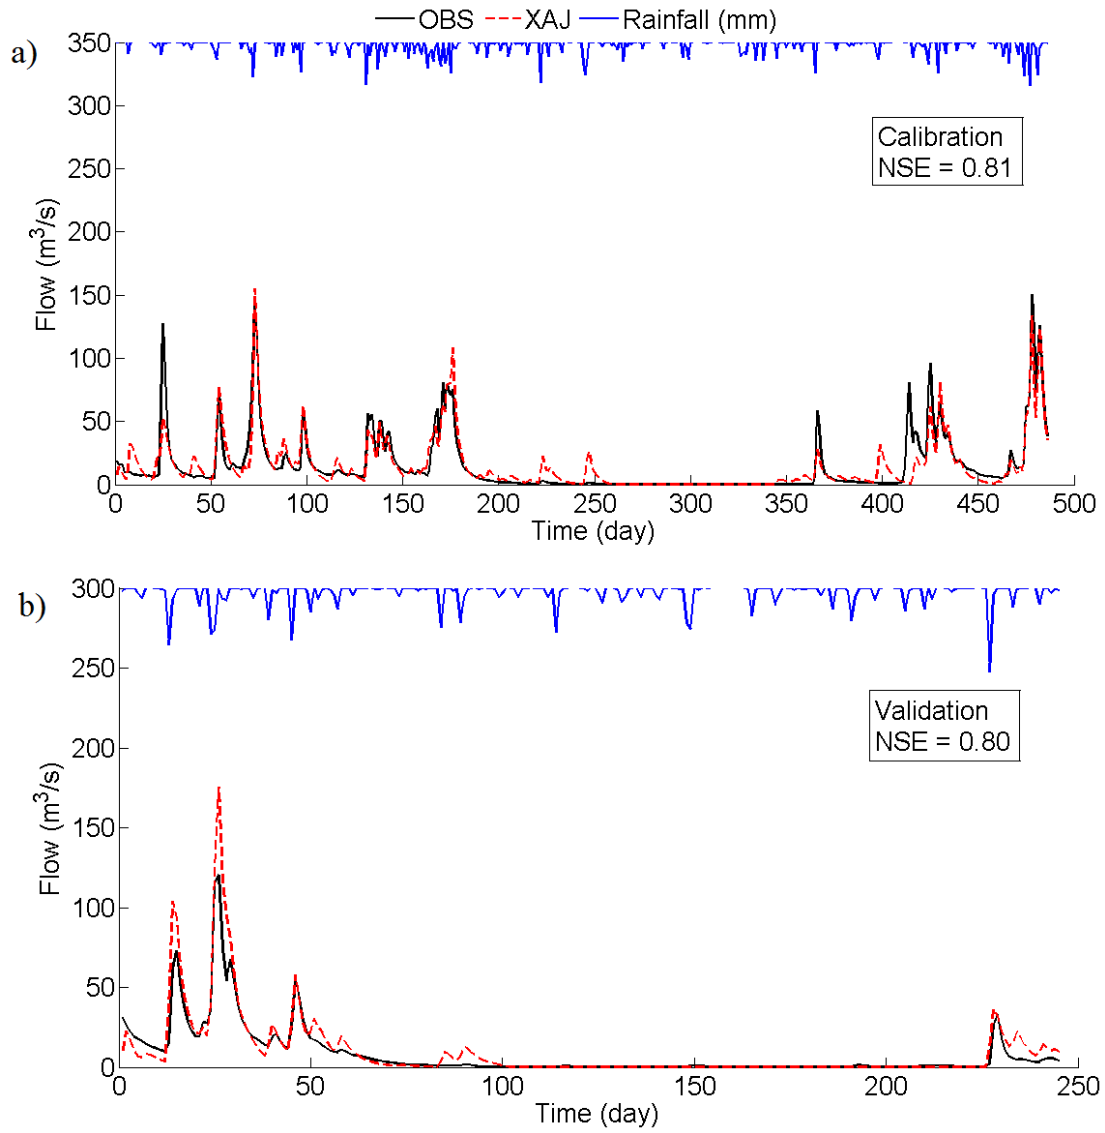 OBS XAJ Rainfall (mm)
a)
350
300
250
200
150
100
50
0
Flow (m³/s)
Calibration
NSE = 0.81
0 50 100 150 200 250 300 350 400 450 500
Time (day)
b)
300
250
200
150
100
50
0
Flow (m³/s)
Validation
NSE = 0.80
0 50 100 150 200 250
Time (day)